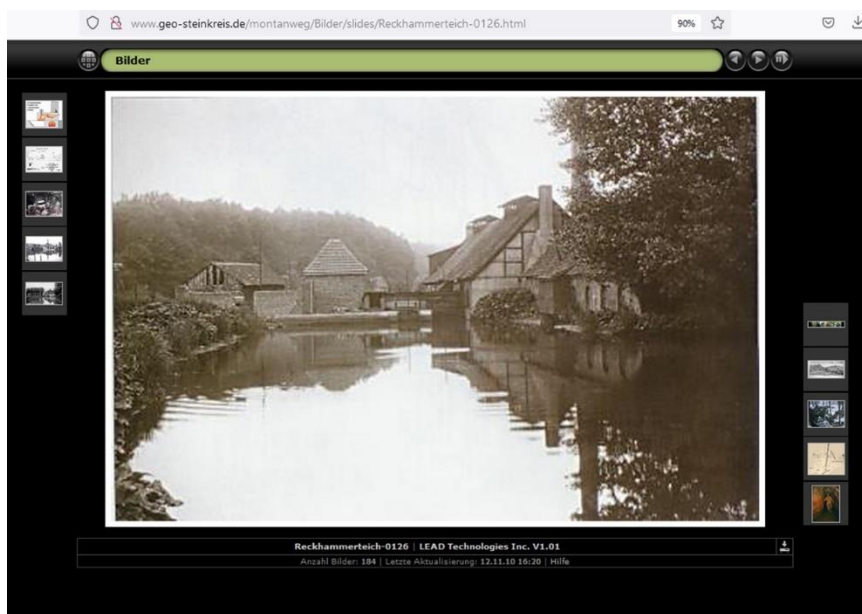 www.geo-steinkreis.de/montanweg/Bilder/slides/Reckhammerteich-0126.html 90%
Bilder
Reckhammerteich-0126 | LEAD Technologies Inc. V1.01
Anzahl Bilder: 184 | Letzte Aktualisierung: 12.11.10 16:20 | Hilfe